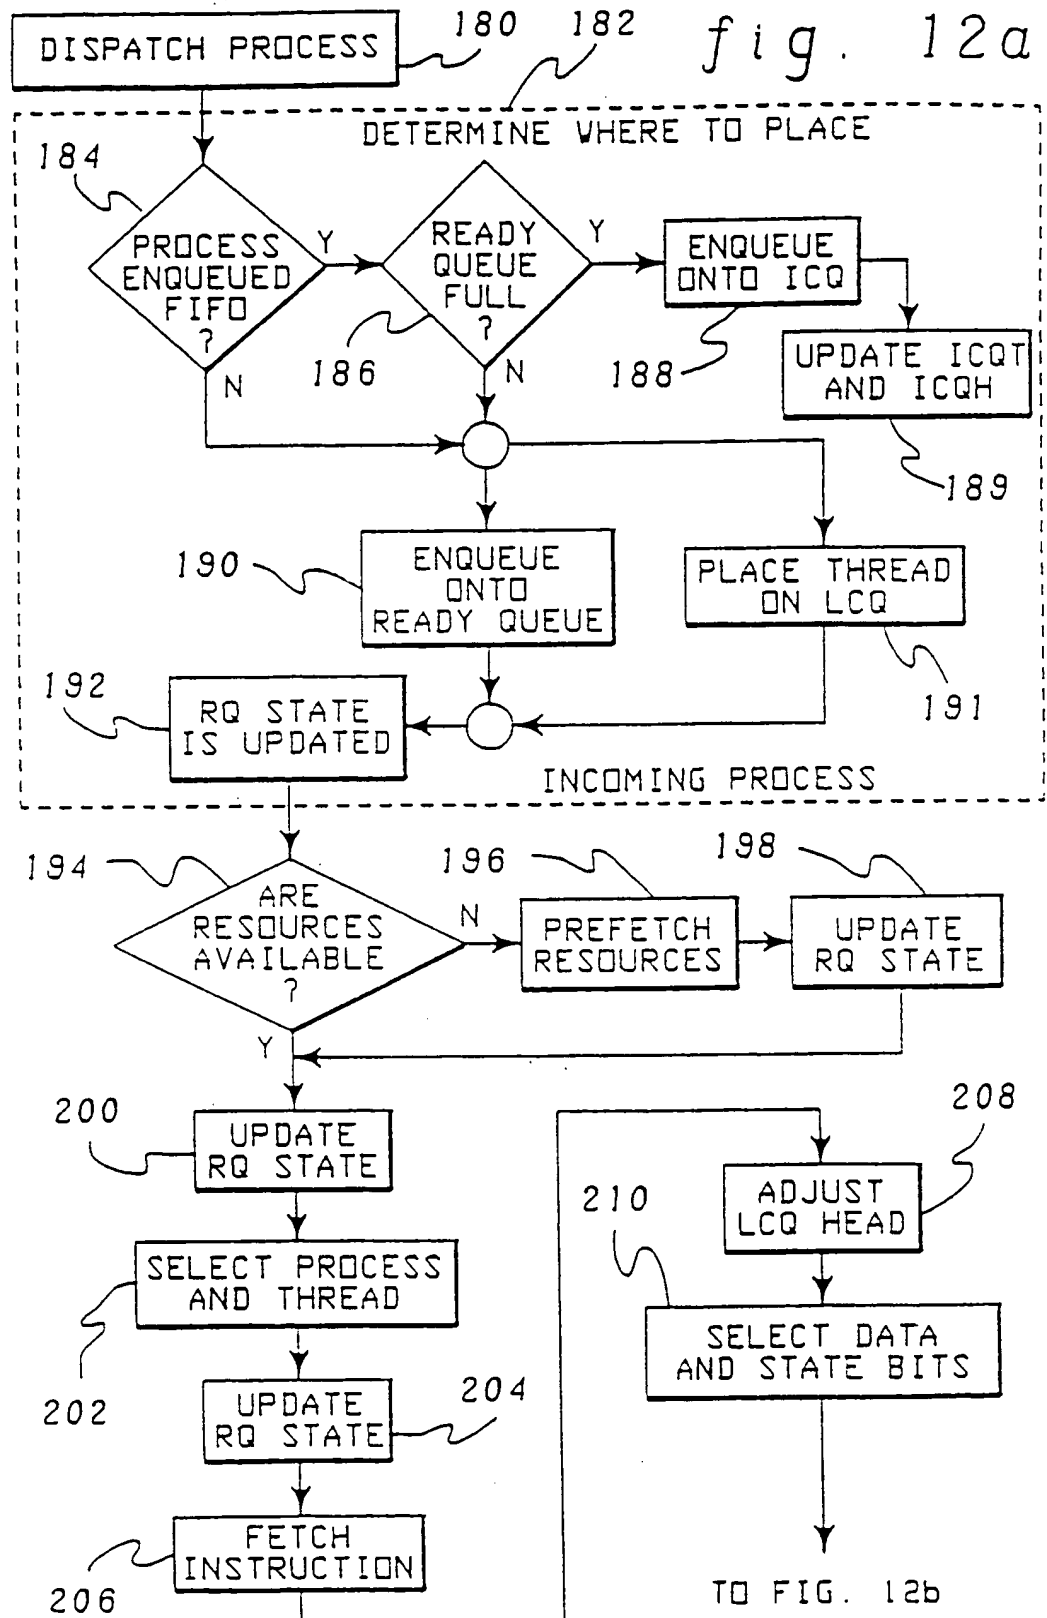 fig. 12a
DISPATCH PROCESS
180
182
DETERMINE WHERE TO PLACE
184
PROCESS
ENQUEUED
FIFO
?
Y
N
READY
QUEUE
FULL
?
186
Y
N
ENQUEUE
ONTO ICQ
188
UPDATE ICQT
AND ICQH
189
190
ENQUEUE
ONTO
READY QUEUE
PLACE THREAD
ON LCQ
191
192
RQ STATE
IS UPDATED
INCOMING PROCESS
194
ARE
RESOURCES
AVAILABLE
?
N
Y
196
PREFETCH
RESOURCES
198
UPDATE
RQ STATE
200
UPDATE
RQ STATE
SELECT PROCESS
AND THREAD
202
UPDATE
RQ STATE
204
FETCH
INSTRUCTION
206
208
ADJUST
LCQ HEAD
210
SELECT DATA
AND STATE BITS
TO FIG. 12b